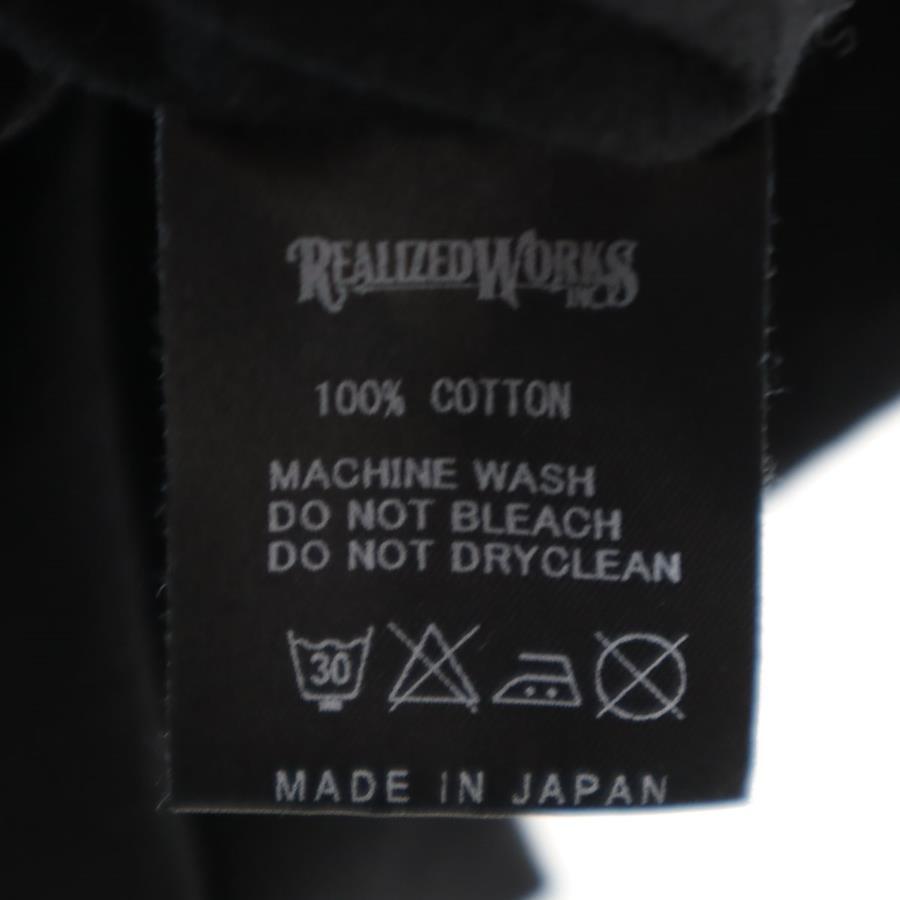 REALIZEDWORKS
INC.
100% COTTON
MACHINE WASH
DO NOT BLEACH
DO NOT DRYCLEAN
30
MADE IN JAPAN